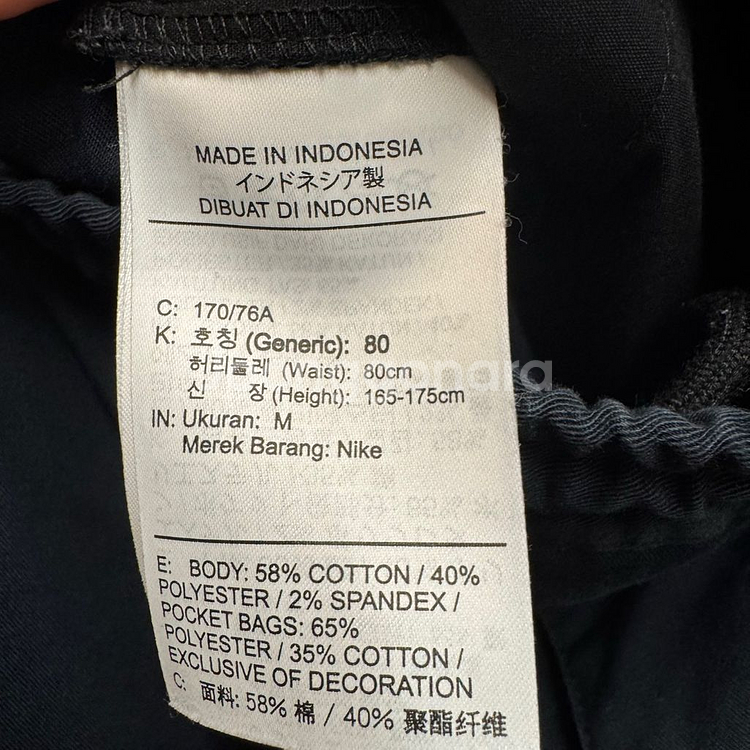 MADE IN INDONESIA
インドネシア製
DIBUAT DI INDONESIA
C: 170/76A
K: 호칭 (Generic): 80
허리둘레 (Waist): 80cm
신 장 (Height): 165-175cm
IN: Ukuran: M
Merek Barang: Nike
E: BODY: 58% COTTON / 40%
POLYESTER / 2% SPANDEX /
POCKET BAGS: 65%
POLYESTER / 35% COTTON /
EXCLUSIVE OF DECORATION
C: 面料: 58% 棉 / 40% 聚酯纤维